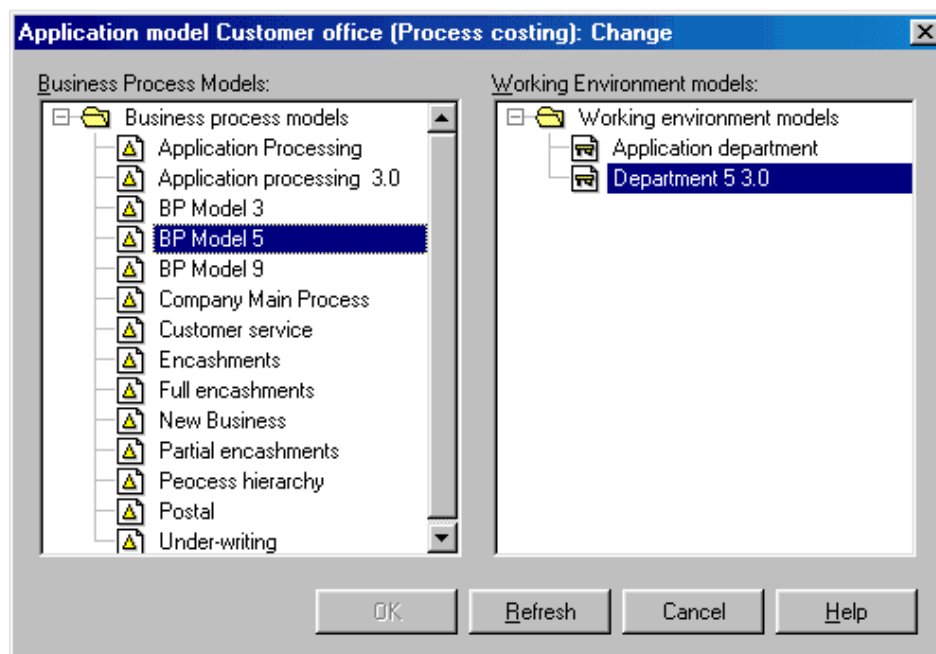 Application model Customer office (Process costing): Change
Business Process Models:
Business process models
Application Processing
Application processing 3.0
BP Model 3
BP Model 5
BP Model 9
Company Main Process
Customer service
Encashments
Full encashments
New Business
Partial encashments
Peocess hierarchy
Postal
Under-writing
Working Environment models:
Working environment models
Application department
Department 5 3.0
OK
Refresh
Cancel
Help